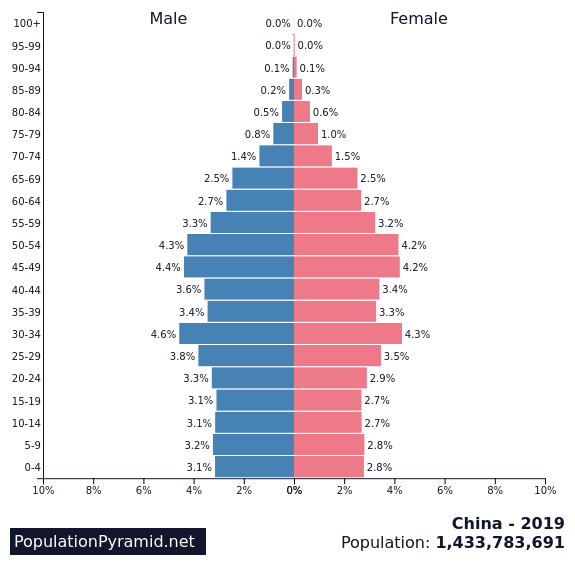 Male Female
100+ 0.0% 0.0%
95-99 0.0% 0.0%
90-94 0.1% 0.1%
85-89 0.2% 0.3%
80-84 0.5% 0.6%
75-79 0.8% 1.0%
70-74 1.4% 1.5%
65-69 2.5% 2.5%
60-64 2.7% 2.7%
55-59 3.3% 3.2%
50-54 4.3% 4.2%
45-49 4.4% 4.2%
40-44 3.6% 3.4%
35-39 3.4% 3.3%
30-34 4.6% 4.3%
25-29 3.8% 3.5%
20-24 3.3% 2.9%
15-19 3.1% 2.7%
10-14 3.1% 2.7%
5-9 3.2% 2.8%
0-4 3.1% 2.8%
10% 8% 6% 4% 2% 0% 2% 4% 6% 8% 10%
China - 2019
PopulationPyramid.net Population: 1,433,783,691